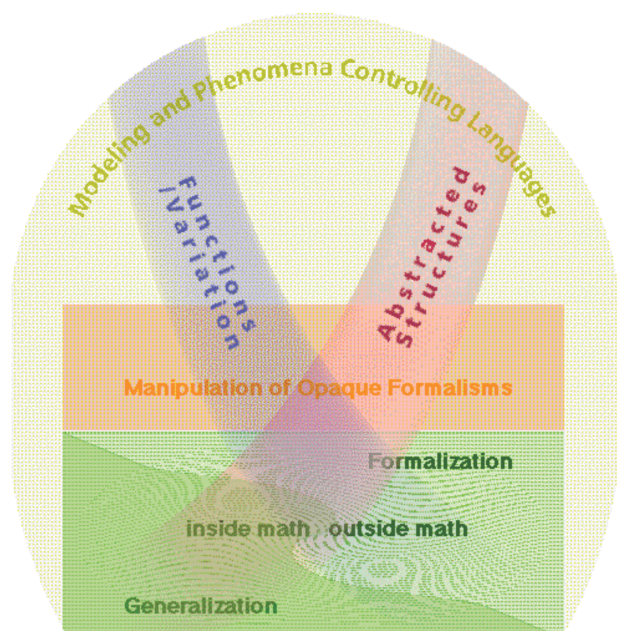 Modeling and Phenomena Controlling Languages
Functions
/Variation
Abstracted
Structures
Manipulation of Opaque Formalisms
Formalization
inside math outside math
Generalization